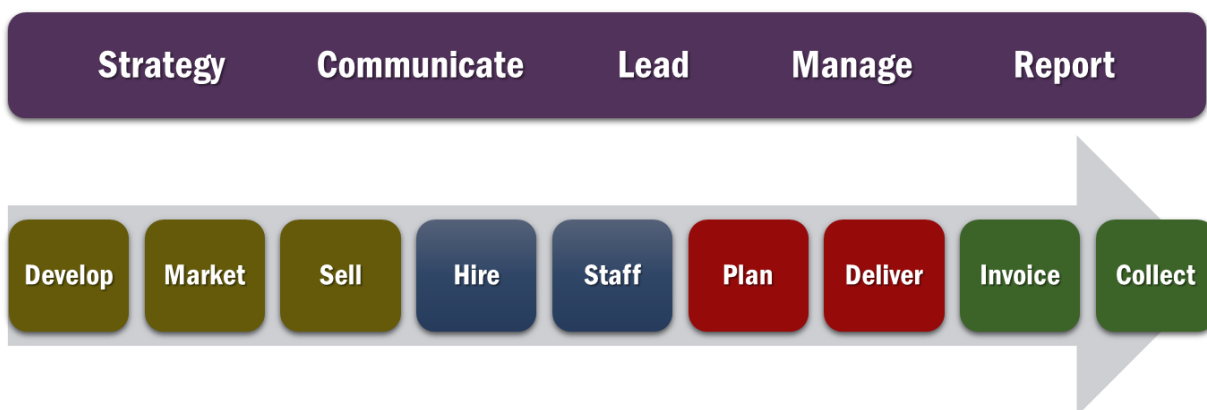 Strategy Communicate Lead Manage Report
Develop Market Sell Hire Staff Plan Deliver Invoice Collect